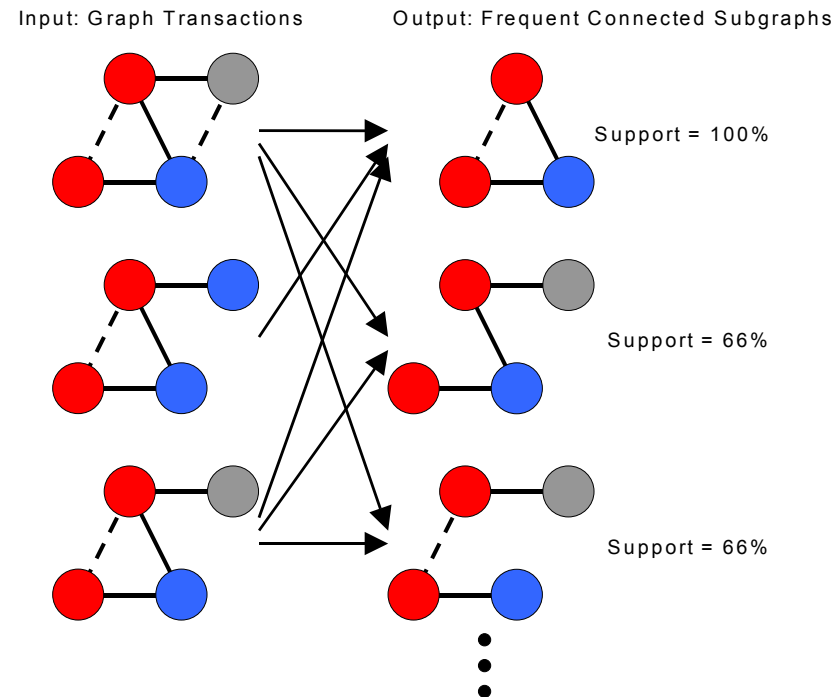 Input: Graph Transactions
Output: Frequent Connected Subgraphs
Support = 100%
Support = 66%
Support = 66%